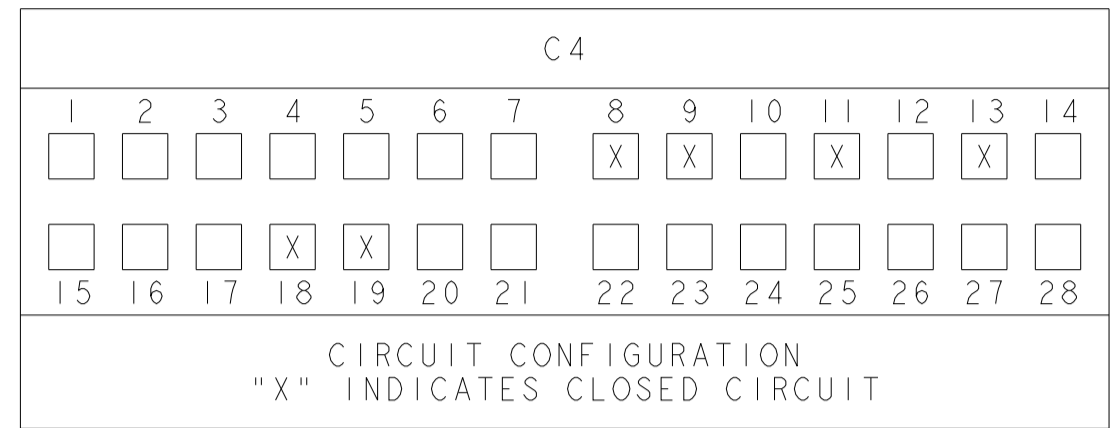 C4
1 2 3 4 5 6 7 8 9 10 11 12 13 14
X X X X
X X
15 16 17 18 19 20 21 22 23 24 25 26 27 28
CIRCUIT CONFIGURATION
"X" INDICATES CLOSED CIRCUIT